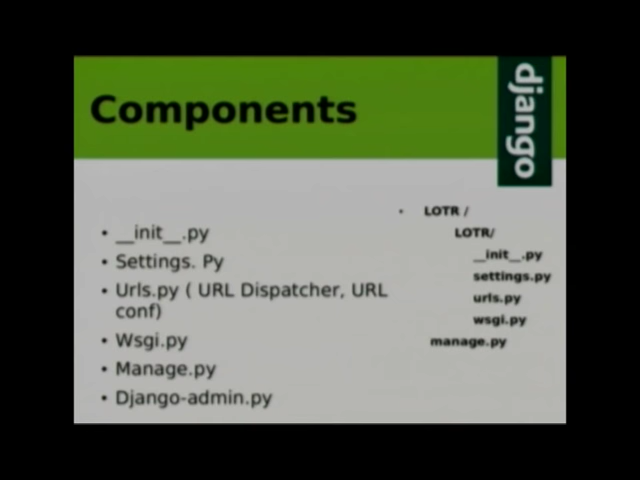 Components
django
• __init__.py
• Settings. Py
• Urls.py ( URL Dispatcher, URL
conf)
• Wsgi.py
• Manage.py
• Django-admin.py
• LOTR /
LOTR/
__init__.py
settings.py
urls.py
wsgi.py
manage.py